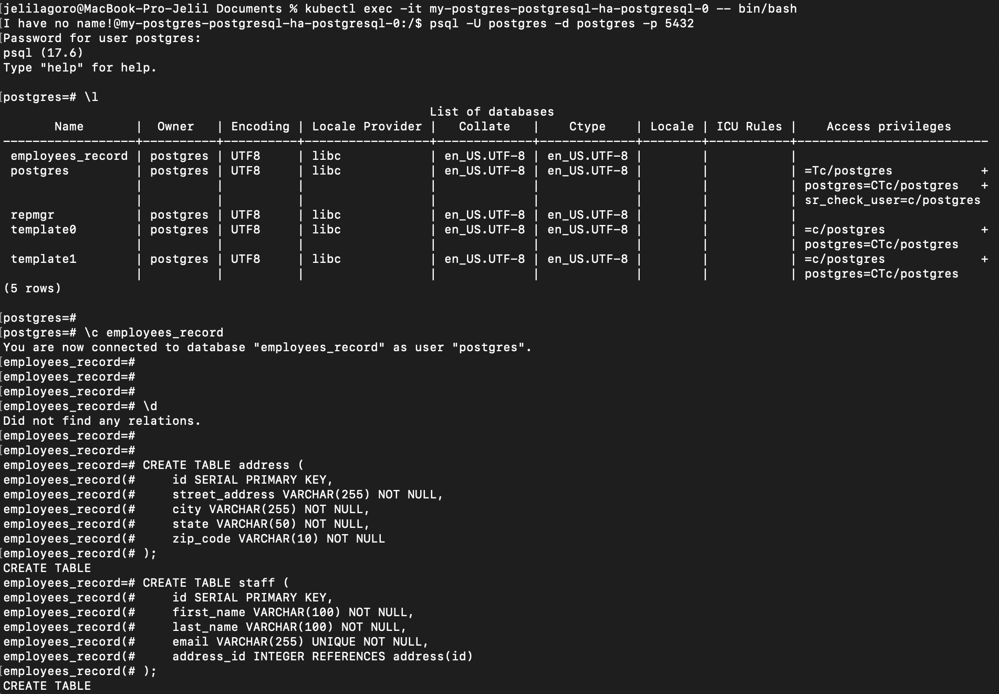 jelilagoro@MacBook-Pro-Jelil Documents % kubectl exec -it my-postgres-postgresql-ha-postgresql-0 -- bin/bash
I have no name!@my-postgres-postgresql-ha-postgresql-0:/$ psql -U postgres -d postgres -p 5432
Password for user postgres:
psql (17.6)
Type "help" for help.

postgres=# \l
                                                          List of databases
       Name       |  Owner   | Encoding | Locale Provider |   Collate   |    Ctype    | Locale | ICU Rules |    Access privileges
------------------+----------+----------+-----------------+-------------+-------------+--------+-----------+--------------------------
 employees_record | postgres | UTF8     | libc            | en_US.UTF-8 | en_US.UTF-8 |        |           |
 postgres         | postgres | UTF8     | libc            | en_US.UTF-8 | en_US.UTF-8 |        |           | =Tc/postgres            +
                  |          |          |                 |             |             |        |           | postgres=CTc/postgres   +
                  |          |          |                 |             |             |        |           | sr_check_user=c/postgres
 repmgr           | postgres | UTF8     | libc            | en_US.UTF-8 | en_US.UTF-8 |        |           |
 template0        | postgres | UTF8     | libc            | en_US.UTF-8 | en_US.UTF-8 |        |           | =c/postgres             +
                  |          |          |                 |             |             |        |           | postgres=CTc/postgres
 template1        | postgres | UTF8     | libc            | en_US.UTF-8 | en_US.UTF-8 |        |           | =c/postgres             +
                  |          |          |                 |             |             |        |           | postgres=CTc/postgres
(5 rows)

postgres=#
postgres=# \c employees_record
You are now connected to database "employees_record" as user "postgres".
employees_record=#
employees_record=#
employees_record=#
employees_record=# \d
Did not find any relations.
employees_record=#
employees_record=#
employees_record=# CREATE TABLE address (
employees_record(#     id SERIAL PRIMARY KEY,
employees_record(#     street_address VARCHAR(255) NOT NULL,
employees_record(#     city VARCHAR(255) NOT NULL,
employees_record(#     state VARCHAR(50) NOT NULL,
employees_record(#     zip_code VARCHAR(10) NOT NULL
employees_record(# );
CREATE TABLE
employees_record=# CREATE TABLE staff (
employees_record(#     id SERIAL PRIMARY KEY,
employees_record(#     first_name VARCHAR(100) NOT NULL,
employees_record(#     last_name VARCHAR(100) NOT NULL,
employees_record(#     email VARCHAR(255) UNIQUE NOT NULL,
employees_record(#     address_id INTEGER REFERENCES address(id)
employees_record(# );
CREATE TABLE